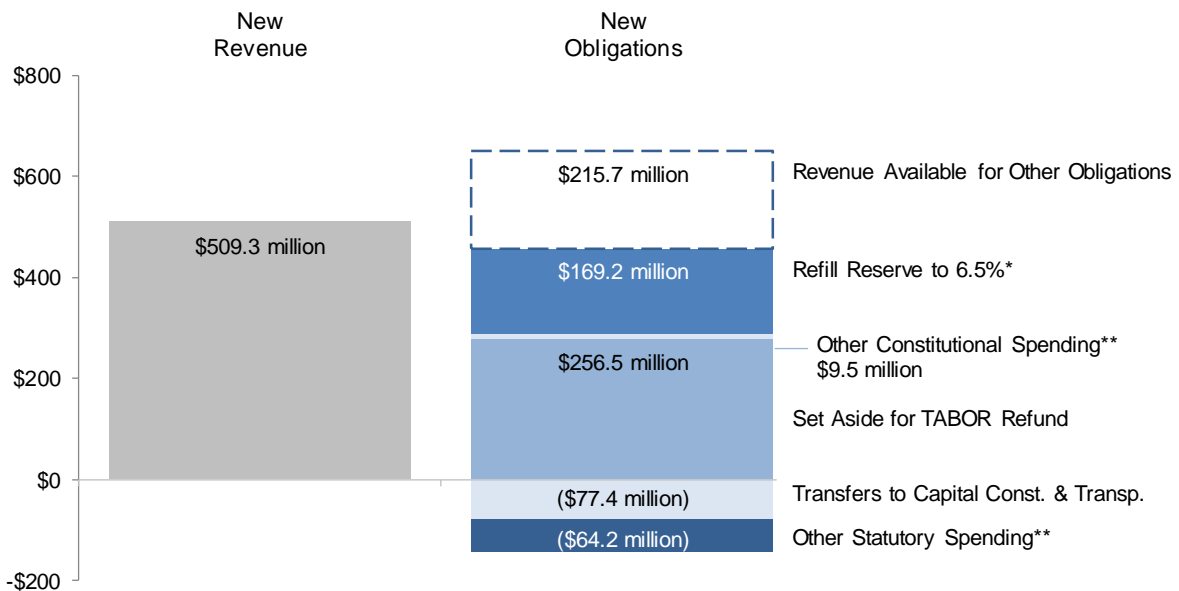 New
Revenue
New
Obligations
$800
$600
$400
$200
$0
-$200
$509.3 million
$215.7 million
$169.2 million
$256.5 million
($77.4 million)
($64.2 million)
Revenue Available for Other Obligations
Refill Reserve to 6.5%*
Other Constitutional Spending**
$9.5 million
Set Aside for TABOR Refund
Transfers to Capital Const. & Transp.
Other Statutory Spending**